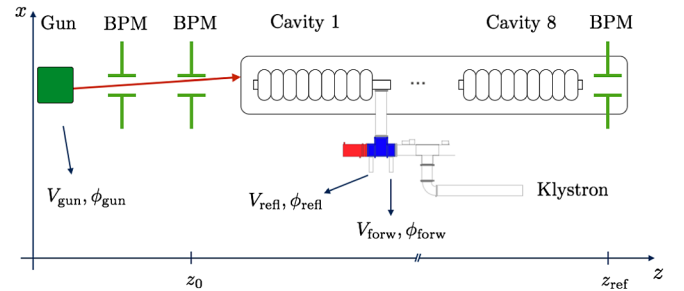 x
Gun BPM BPM Cavity 1 Cavity 8 BPM
...
V_gun, ϕ_gun
V_refl, ϕ_refl
Klystron
V_forw, ϕ_forw
z_0 // z_ref z